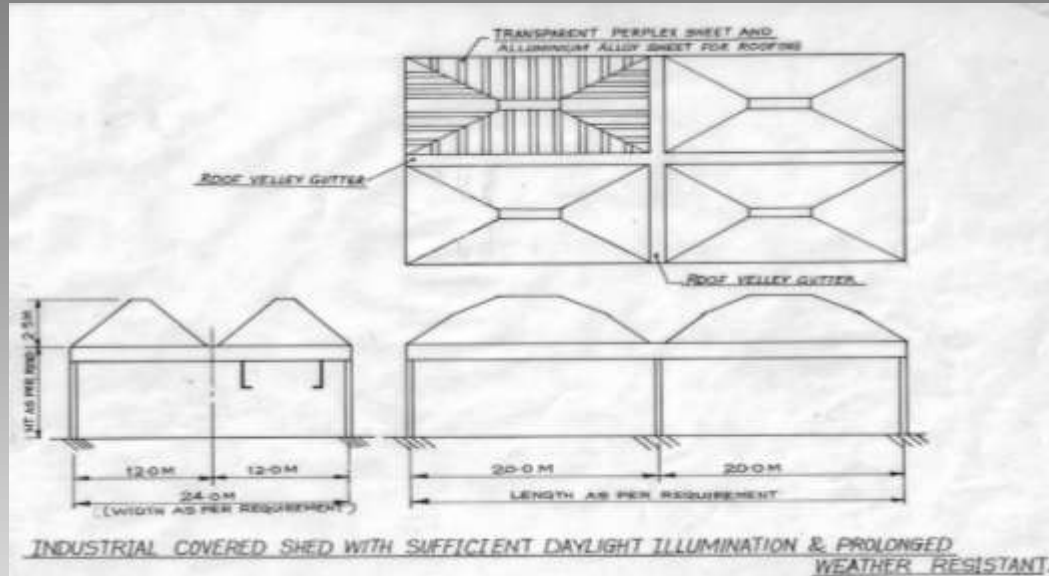 TRANSPARENT PERPLEX SHEET AND
ALLUMINIUM ALLOY SHEET FOR ROOFING
ROOF VELLEY GUTTER
ROOF VELLEY GUTTER
2·5M
HT AS PER REQD
12·0M 12·0M
24·0M
(WIDTH AS PER REQUIREMENT)
20·0M 20·0M
LENGTH AS PER REQUIREMENT
INDUSTRIAL COVERED SHED WITH SUFFICIENT DAYLIGHT ILLUMINATION & PROLONGED
WEATHER RESISTANT.